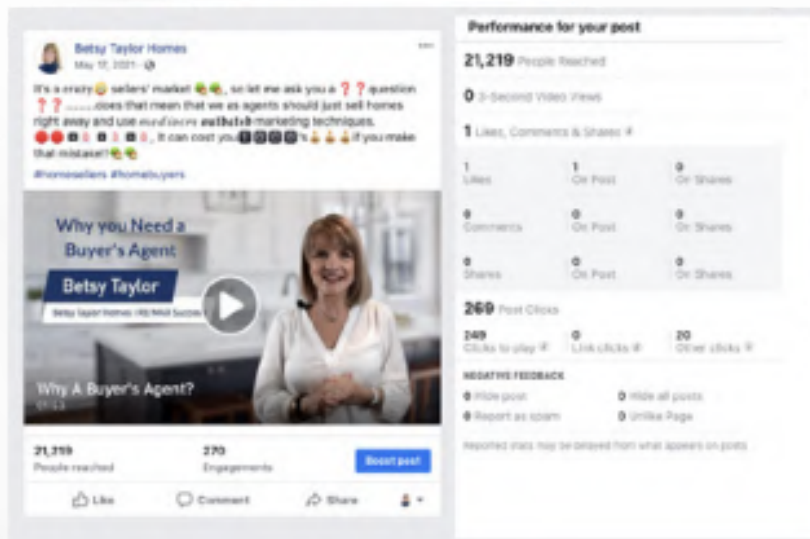 Betsy Taylor Homes
May 17, 2021 ·
It's a crazy 😜 sellers' market 💸💸, so let me ask you a ❓❓question
❓❓..........does that mean that we as agents should just sell homes
right away and use mediocre outdated marketing techniques.
, it can cost you if you make
that mistake!!💸💸
#homesellers #homebuyers
Why you Need a
Buyer's Agent
Betsy Taylor
Betsy Taylor Homes | RE/MAX Success
Why A Buyer's Agent?
21,219
People reached
270
Engagements
Boost post
Like
Comment
Share
Performance for your post
21,219 People Reached
0 3-Second Video Views
1 Likes, Comments & Shares
1
Likes
1
On Post
0
On Shares
0
Comments
0
On Post
0
On Shares
0
Shares
0
On Post
0
On Shares
269 Post Clicks
249
Clicks to play
0
Link clicks
20
Other clicks
NEGATIVE FEEDBACK
0 Hide post
0 Hide all posts
0 Report as spam
0 Unlike Page
Reported stats may be delayed from what appears on posts